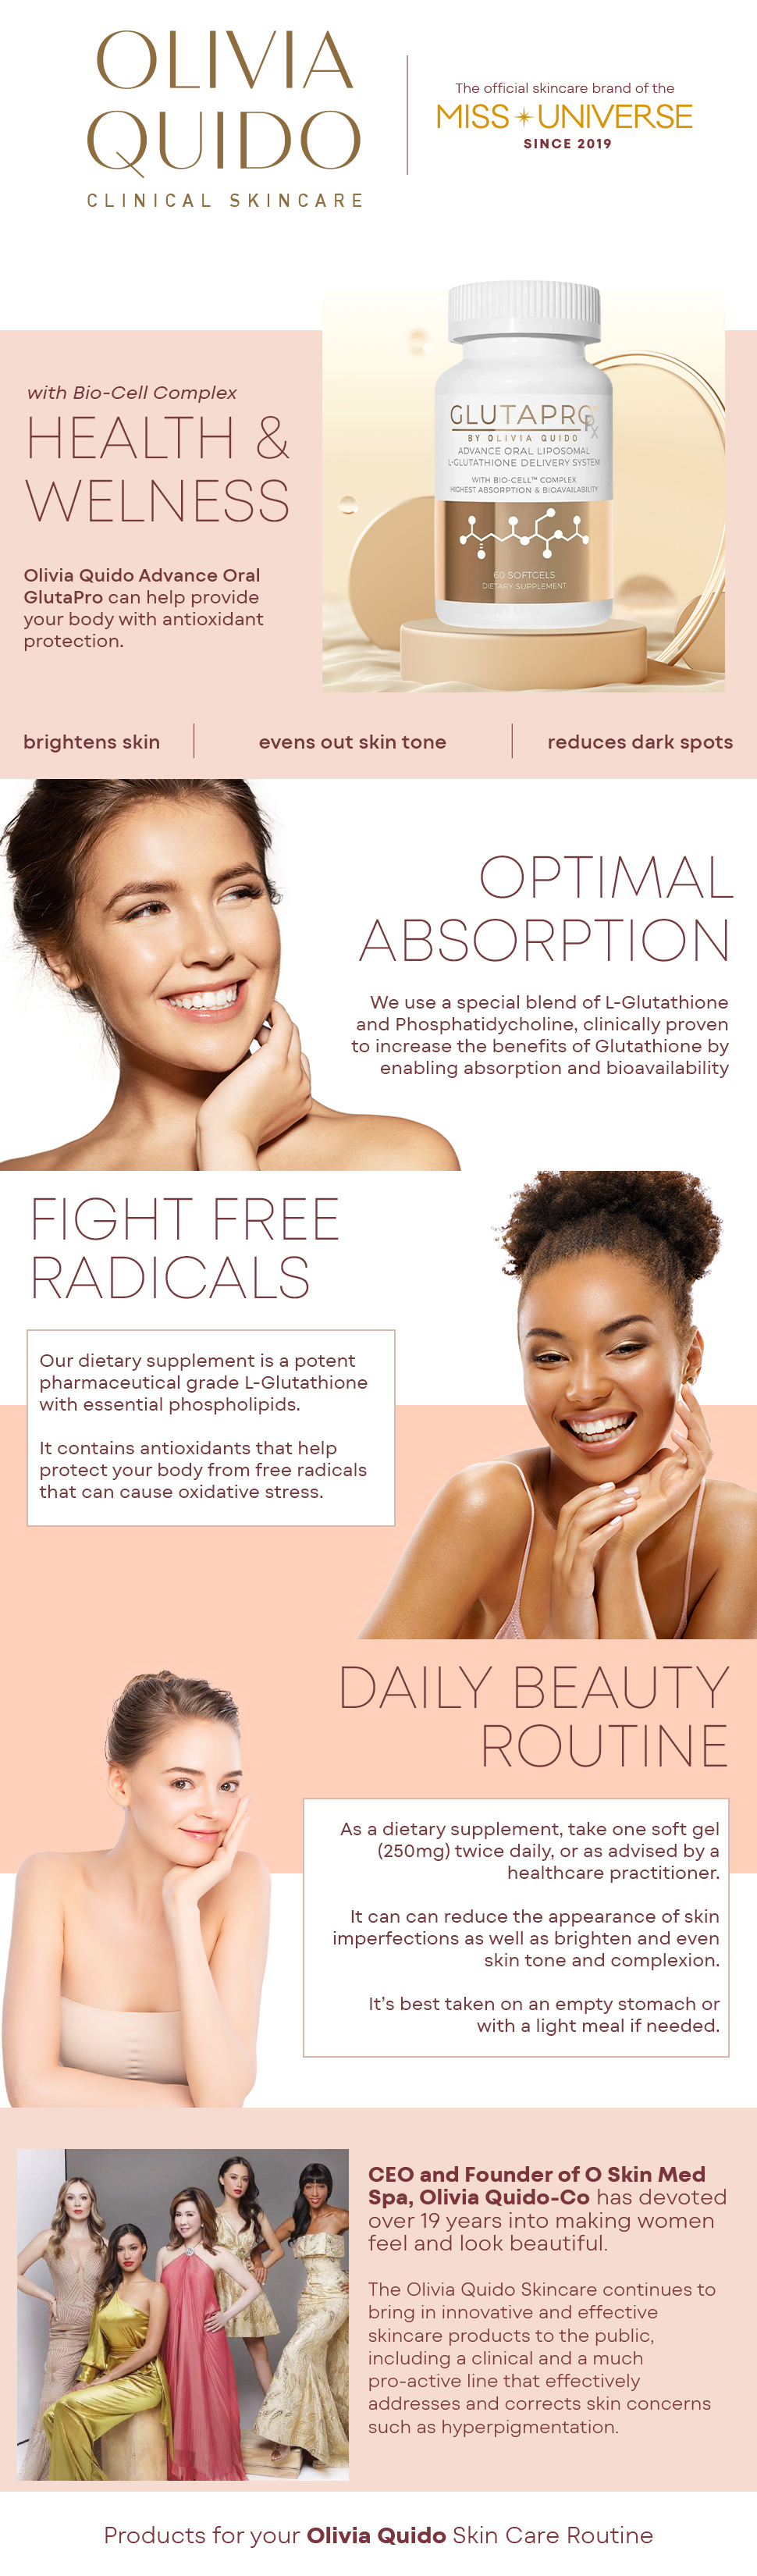 OLIVIA
QUIDO
CLINICAL SKINCARE
The official skincare brand of the
MISS UNIVERSE
SINCE 2019
with Bio-Cell Complex
HEALTH &
WELNESS
Olivia Quido Advance Oral
GlutaPro can help provide
your body with antioxidant
protection.
GLUTAPRO Rx
BY OLIVIA QUIDO
ADVANCE ORAL LIPOSOMAL
L-GLUTATHIONE DELIVERY SYSTEM
WITH BIO-CELL™ COMPLEX
HIGHEST ABSORPTION & BIOAVAILABILITY
60 SOFTGELS
DIETARY SUPPLEMENT
brightens skin
evens out skin tone
reduces dark spots
OPTIMAL
ABSORPTION
We use a special blend of L-Glutathione
and Phosphatidycholine, clinically proven
to increase the benefits of Glutathione by
enabling absorption and bioavailability
FIGHT FREE
RADICALS
Our dietary supplement is a potent
pharmaceutical grade L-Glutathione
with essential phospholipids.
It contains antioxidants that help
protect your body from free radicals
that can cause oxidative stress.
DAILY BEAUTY
ROUTINE
As a dietary supplement, take one soft gel
(250mg) twice daily, or as advised by a
healthcare practitioner.
It can can reduce the appearance of skin
imperfections as well as brighten and even
skin tone and complexion.
It's best taken on an empty stomach or
with a light meal if needed.
CEO and Founder of O Skin Med
Spa, Olivia Quido-Co has devoted
over 19 years into making women
feel and look beautiful.
The Olivia Quido Skincare continues to
bring in innovative and effective
skincare products to the public,
including a clinical and a much
pro-active line that effectively
addresses and corrects skin concerns
such as hyperpigmentation.
Products for your Olivia Quido Skin Care Routine